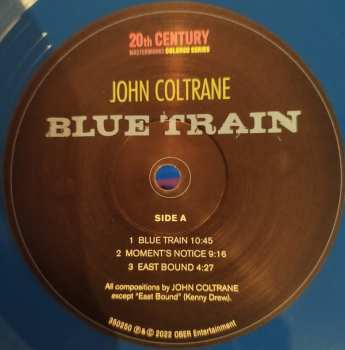 20th CENTURY
MASTERWORKS COLORED SERIES
JOHN COLTRANE
BLUE TRAIN
SIDE A
1 BLUE TRAIN 10:45
2 MOMENT'S NOTICE 9:16
3 EAST BOUND 4:27
All compositions by JOHN COLTRANE
except "East Bound" (Kenny Drew).
350250 ℗ & © 2022 OBER Entertainment